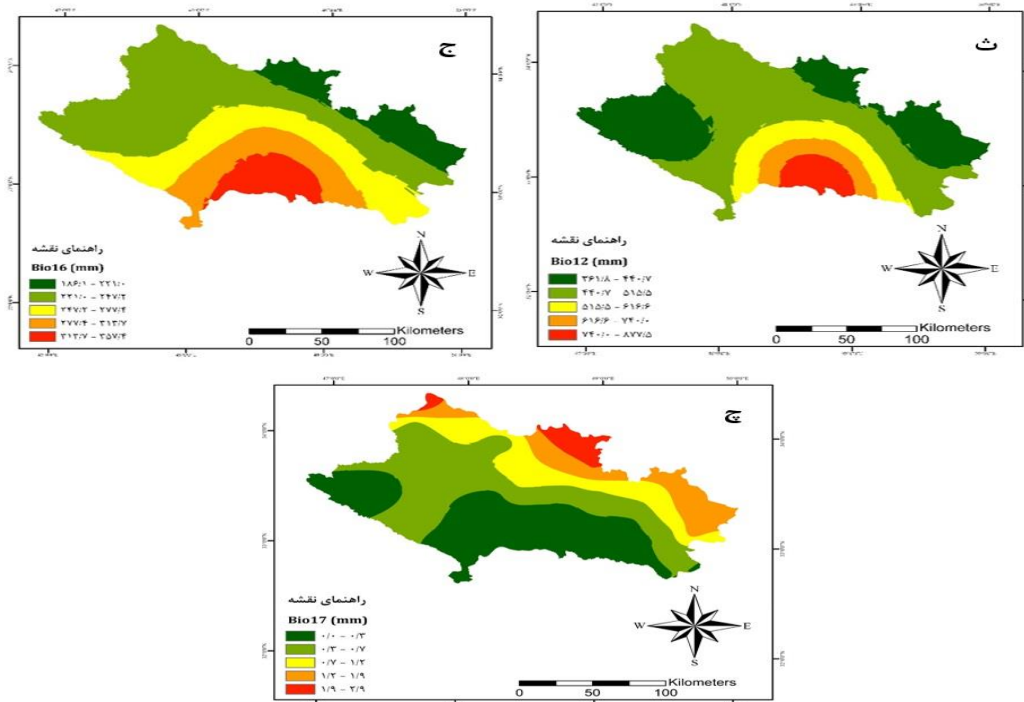 ج
N
W E
S
راهنمای نقشه
Bio16 (mm)
۱۸۶/۱ - ۲۲۱/۰
۲۲۱/۰ - ۲۴۷/۲
۲۴۷/۲ - ۲۷۷/۴
۲۷۷/۴ - ۳۱۳/۷
۳۱۳/۷ - ۳۵۷/۴
Kilometers
0 50 100
ث
N
W E
S
راهنمای نقشه
Bio12 (mm)
۳۶۱/۸ - ۴۴۰/۷
۴۴۰/۷ ۵۱۵/۵
۵۱۵/۵ - ۶۱۶/۶
۶۱۶/۶ - ۷۴۰/۰
۷۴۰/۰ - ۸۷۷/۵
Kilometers
0 50 100
چ
N
W E
S
راهنمای نقشه
Bio17 (mm)
۰/۰ - ۰/۳
۰/۳ - ۰/۷
۰/۷ - ۱/۲
۱/۲ - ۱/۹
۱/۹ - ۲/۹
Kilometers
0 50 100